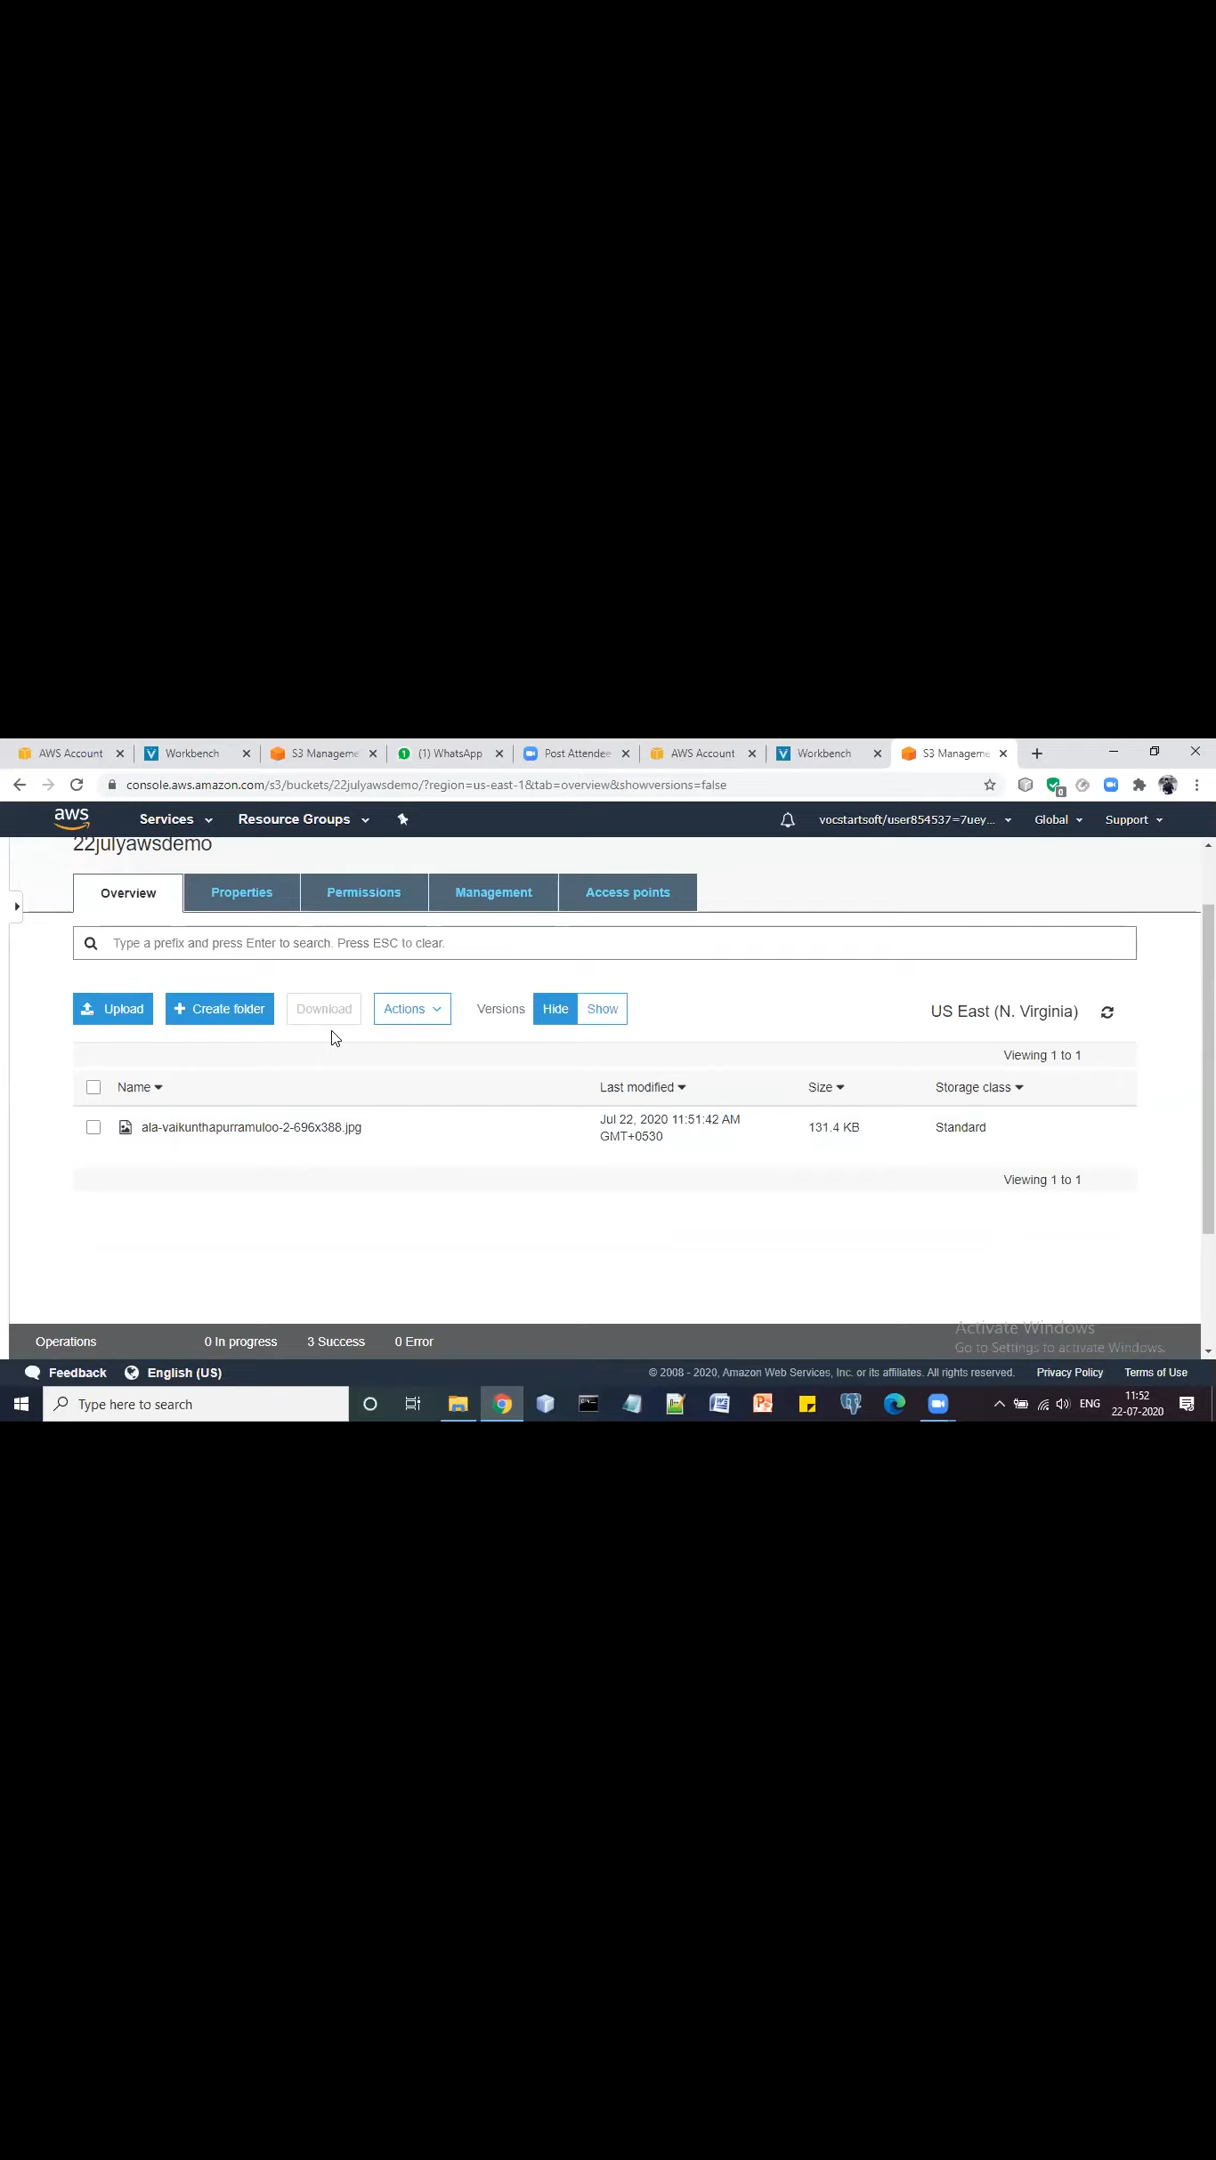 AWS Account
Workbench
S3 Manageme
(1) WhatsApp
Post Attendee
AWS Account
Workbench
S3 Manageme
console.aws.amazon.com/s3/buckets/22julyawsdemo/?region=us-east-1&tab=overview&showversions=false
aws Services Resource Groups vocstartsoft/user854537=7uey... Global Support
22julyawsdemo
Overview Properties Permissions Management Access points
Type a prefix and press Enter to search. Press ESC to clear.
Upload Create folder Download Actions Versions Hide Show US East (N. Virginia)
Viewing 1 to 1
Name Last modified Size Storage class
ala-vaikunthapurramuloo-2-696x388.jpg Jul 22, 2020 11:51:42 AM GMT+0530 131.4 KB Standard
Viewing 1 to 1
Activate Windows
Go to Settings to activate Windows.
Operations 0 In progress 3 Success 0 Error
Feedback English (US) © 2008 - 2020, Amazon Web Services, Inc. or its affiliates. All rights reserved. Privacy Policy Terms of Use
Type here to search ENG 11:52
22-07-2020